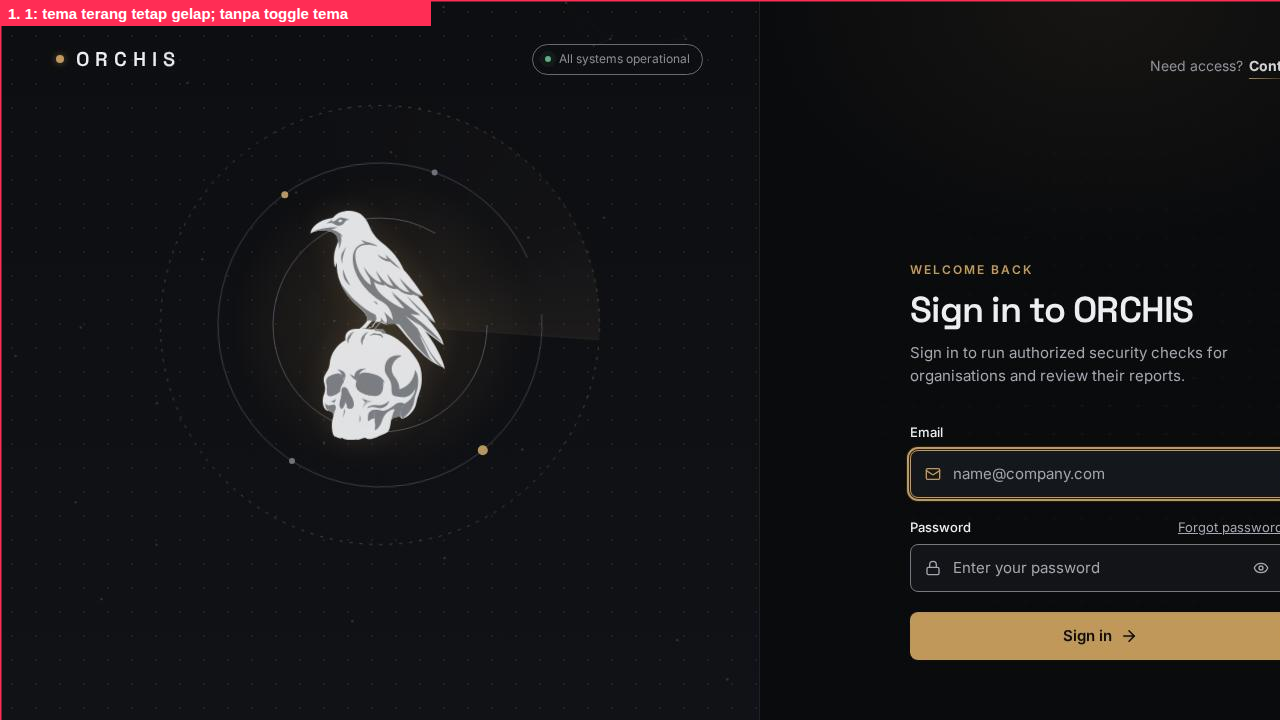 1. 1: tema terang tetap gelap; tanpa toggle tema
ORCHIS
All systems operational
Need access? Cont
WELCOME BACK
Sign in to ORCHIS
Sign in to run authorized security checks for
organisations and review their reports.
Email
name@company.com
Password
Forgot password
Enter your password
Sign in